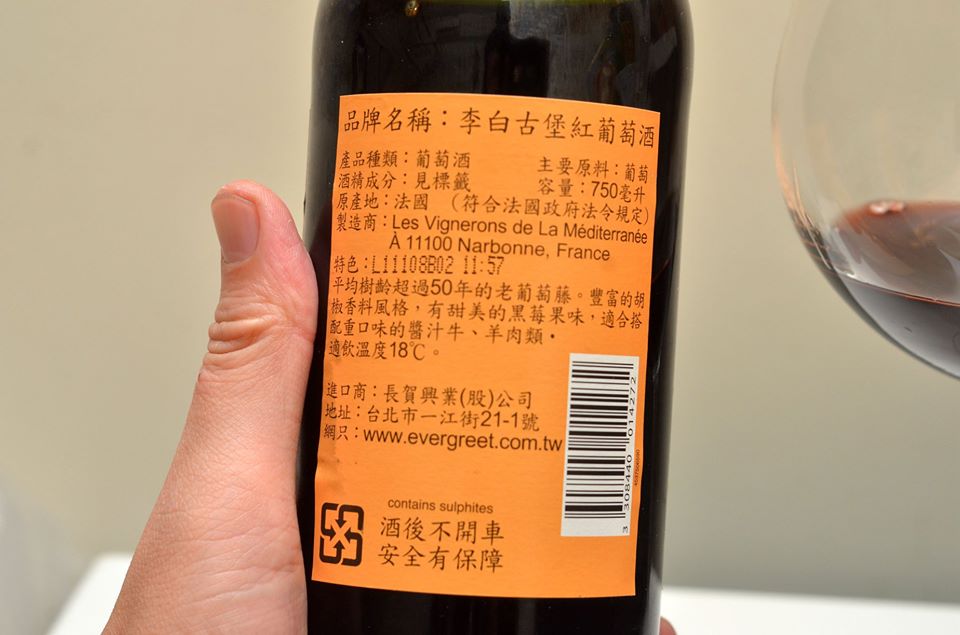 品牌名稱：李白古堡紅葡萄酒
產品種類：葡萄酒 主要原料：葡萄
酒精成分：見標籤 容量：750毫升
原產地：法國 （符合法國政府法令規定）
製造商：Les Vignerons de La Méditerranée
À 11100 Narbonne, France
特色：L11108B02 11:57
平均樹齡超過50年的老葡萄藤。豐富的胡
椒香料風格，有甜美的黑莓果味，適合搭
配重口味的醬汁牛、羊肉類．
適飲溫度18℃。
進口商：長賀興業(股)公司
地址：台北市一江街21-1號
網只：www.evergreet.com.tw
3 308440 014272
contains sulphites
酒後不開車
安全有保障